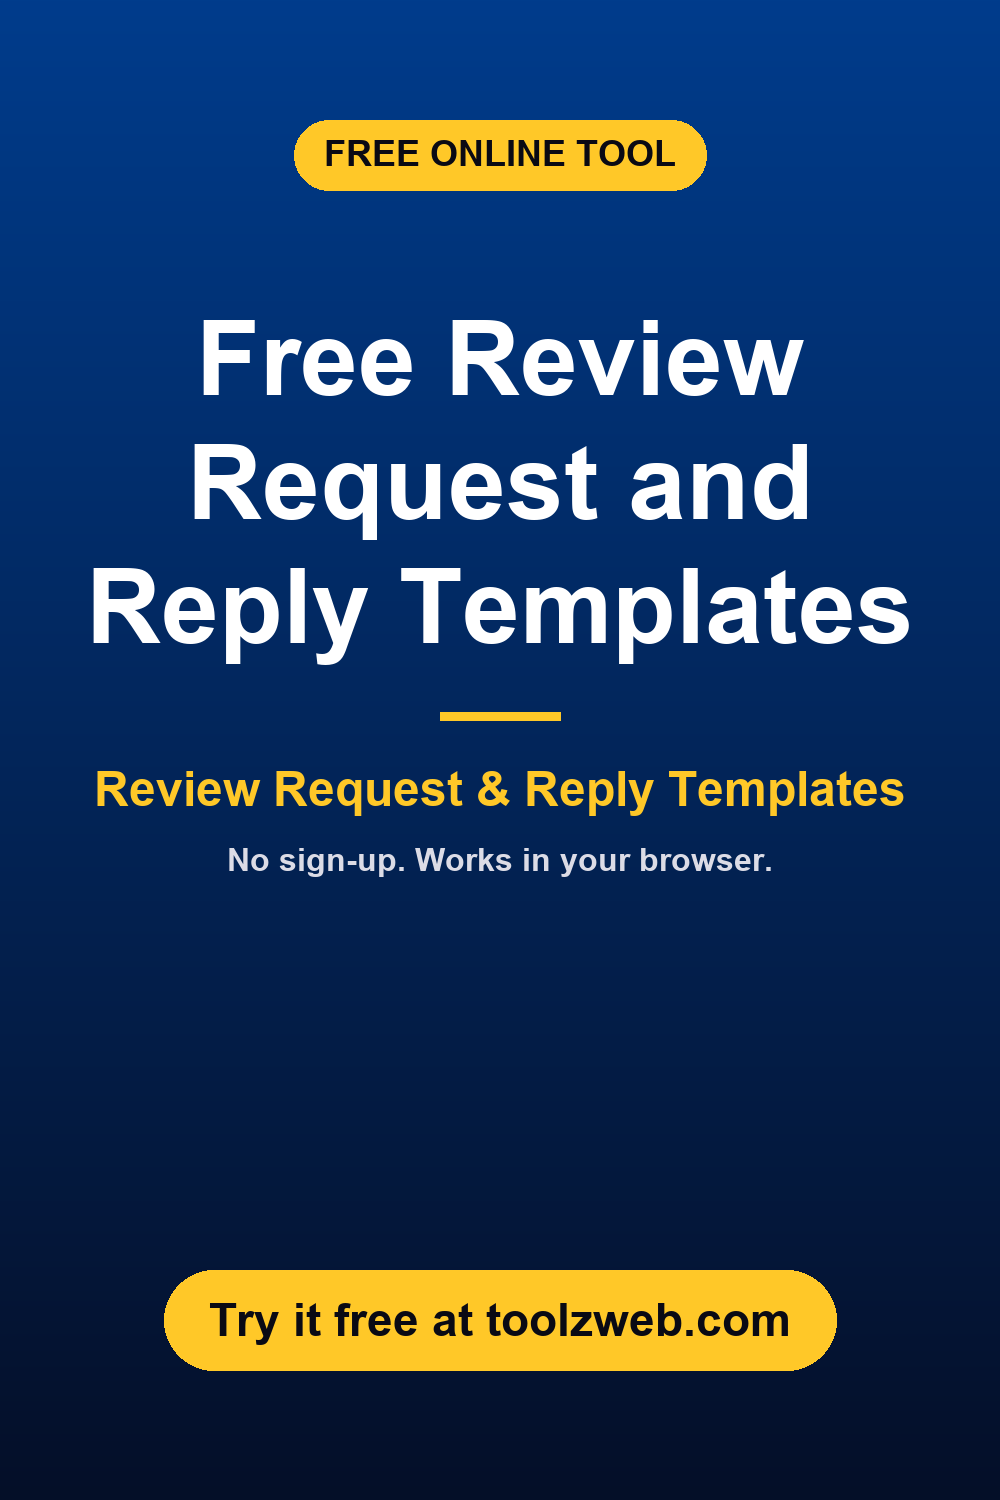 FREE ONLINE TOOL
Free Review
Request and
Reply Templates
Review Request & Reply Templates
No sign-up. Works in your browser.
Try it free at toolzweb.com